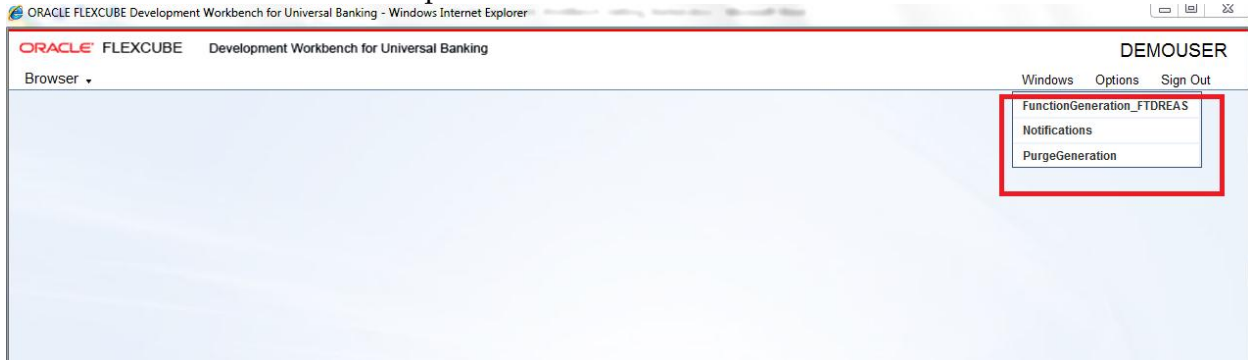 ORACLE FLEXCUBE Development Workbench for Universal Banking - Windows Internet Explorer
ORACLE FLEXCUBE Development Workbench for Universal Banking DEMOUSER
Browser Windows Options Sign Out
FunctionGeneration_FTDREAS
Notifications
PurgeGeneration